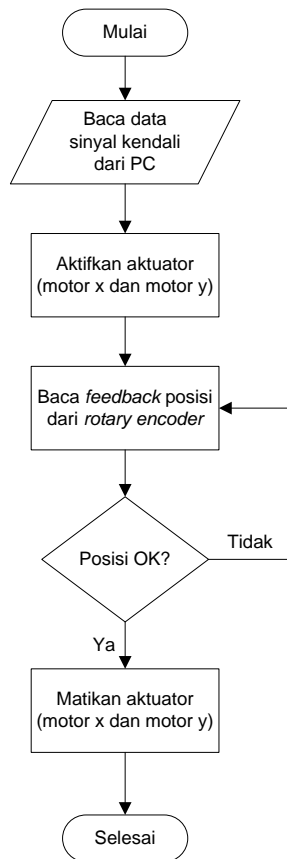 Mulai
Baca data
sinyal kendali
dari PC
Aktifkan aktuator
(motor x dan motor y)
Baca feedback posisi
dari rotary encoder
Posisi OK?
Tidak
Ya
Matikan aktuator
(motor x dan motor y)
Selesai